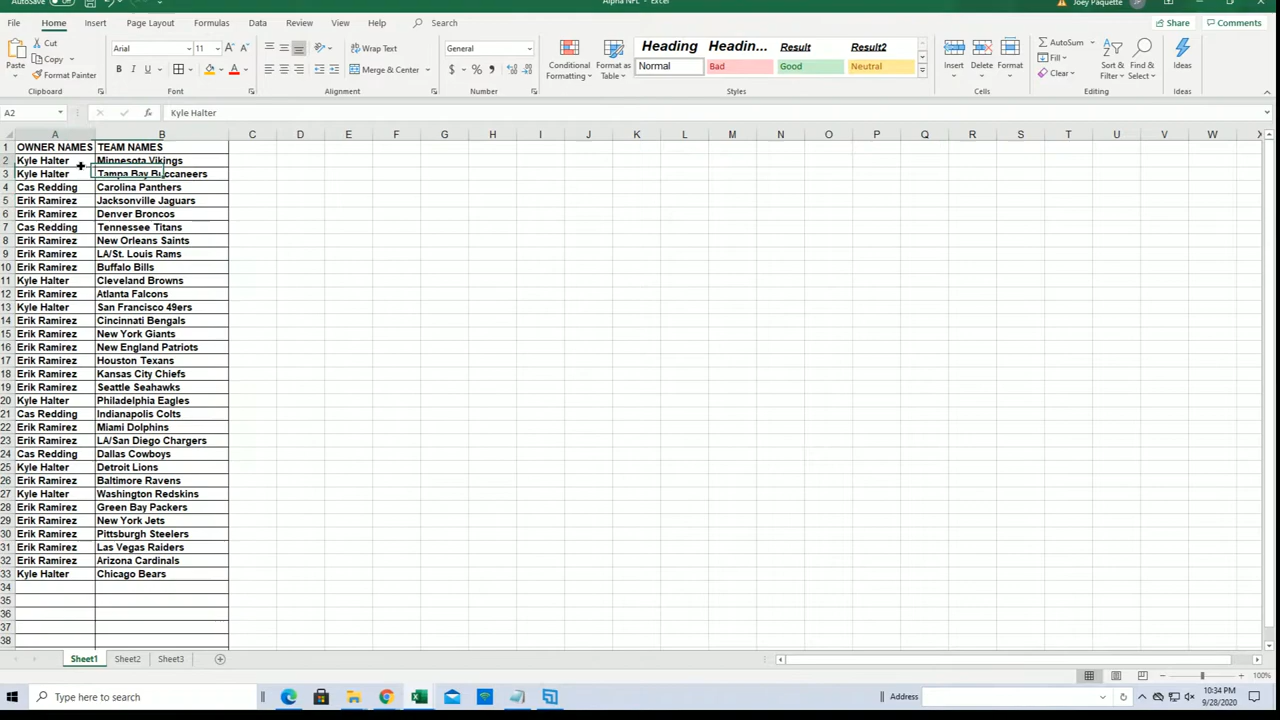 AutoSave Off Alpha NFL - Excel Joey Paquette JP
File Home Insert Page Layout Formulas Data Review View Help Search Share Comments
Paste Cut Copy Format Painter
Arial 11 Wrap Text Merge & Center General
Conditional Formatting Format as Table Heading Headin... Result Result2
Normal Bad Good Neutral
Insert Delete Format AutoSum Fill Clear Sort & Filter Find & Select Ideas
Clipboard Font Alignment Number Styles Cells Editing Ideas
A2 fx Kyle Halter
A B C D E F G H I J K L M N O P Q R S T U V W X
1 OWNER NAMES TEAM NAMES
2 Kyle Halter Minnesota Vikings
3 Kyle Halter Tampa Bay Buccaneers
4 Cas Redding Carolina Panthers
5 Erik Ramirez Jacksonville Jaguars
6 Erik Ramirez Denver Broncos
7 Cas Redding Tennessee Titans
8 Erik Ramirez New Orleans Saints
9 Erik Ramirez LA/St. Louis Rams
10 Erik Ramirez Buffalo Bills
11 Kyle Halter Cleveland Browns
12 Erik Ramirez Atlanta Falcons
13 Kyle Halter San Francisco 49ers
14 Erik Ramirez Cincinnati Bengals
15 Erik Ramirez New York Giants
16 Erik Ramirez New England Patriots
17 Erik Ramirez Houston Texans
18 Erik Ramirez Kansas City Chiefs
19 Erik Ramirez Seattle Seahawks
20 Kyle Halter Philadelphia Eagles
21 Cas Redding Indianapolis Colts
22 Erik Ramirez Miami Dolphins
23 Erik Ramirez LA/San Diego Chargers
24 Cas Redding Dallas Cowboys
25 Kyle Halter Detroit Lions
26 Erik Ramirez Baltimore Ravens
27 Kyle Halter Washington Redskins
28 Erik Ramirez Green Bay Packers
29 Erik Ramirez New York Jets
30 Erik Ramirez Pittsburgh Steelers
31 Erik Ramirez Las Vegas Raiders
32 Erik Ramirez Arizona Cardinals
33 Kyle Halter Chicago Bears
34
35
36
37
38
Sheet1 Sheet2 Sheet3
100%
Type here to search Address 10:34 PM
9/28/2020